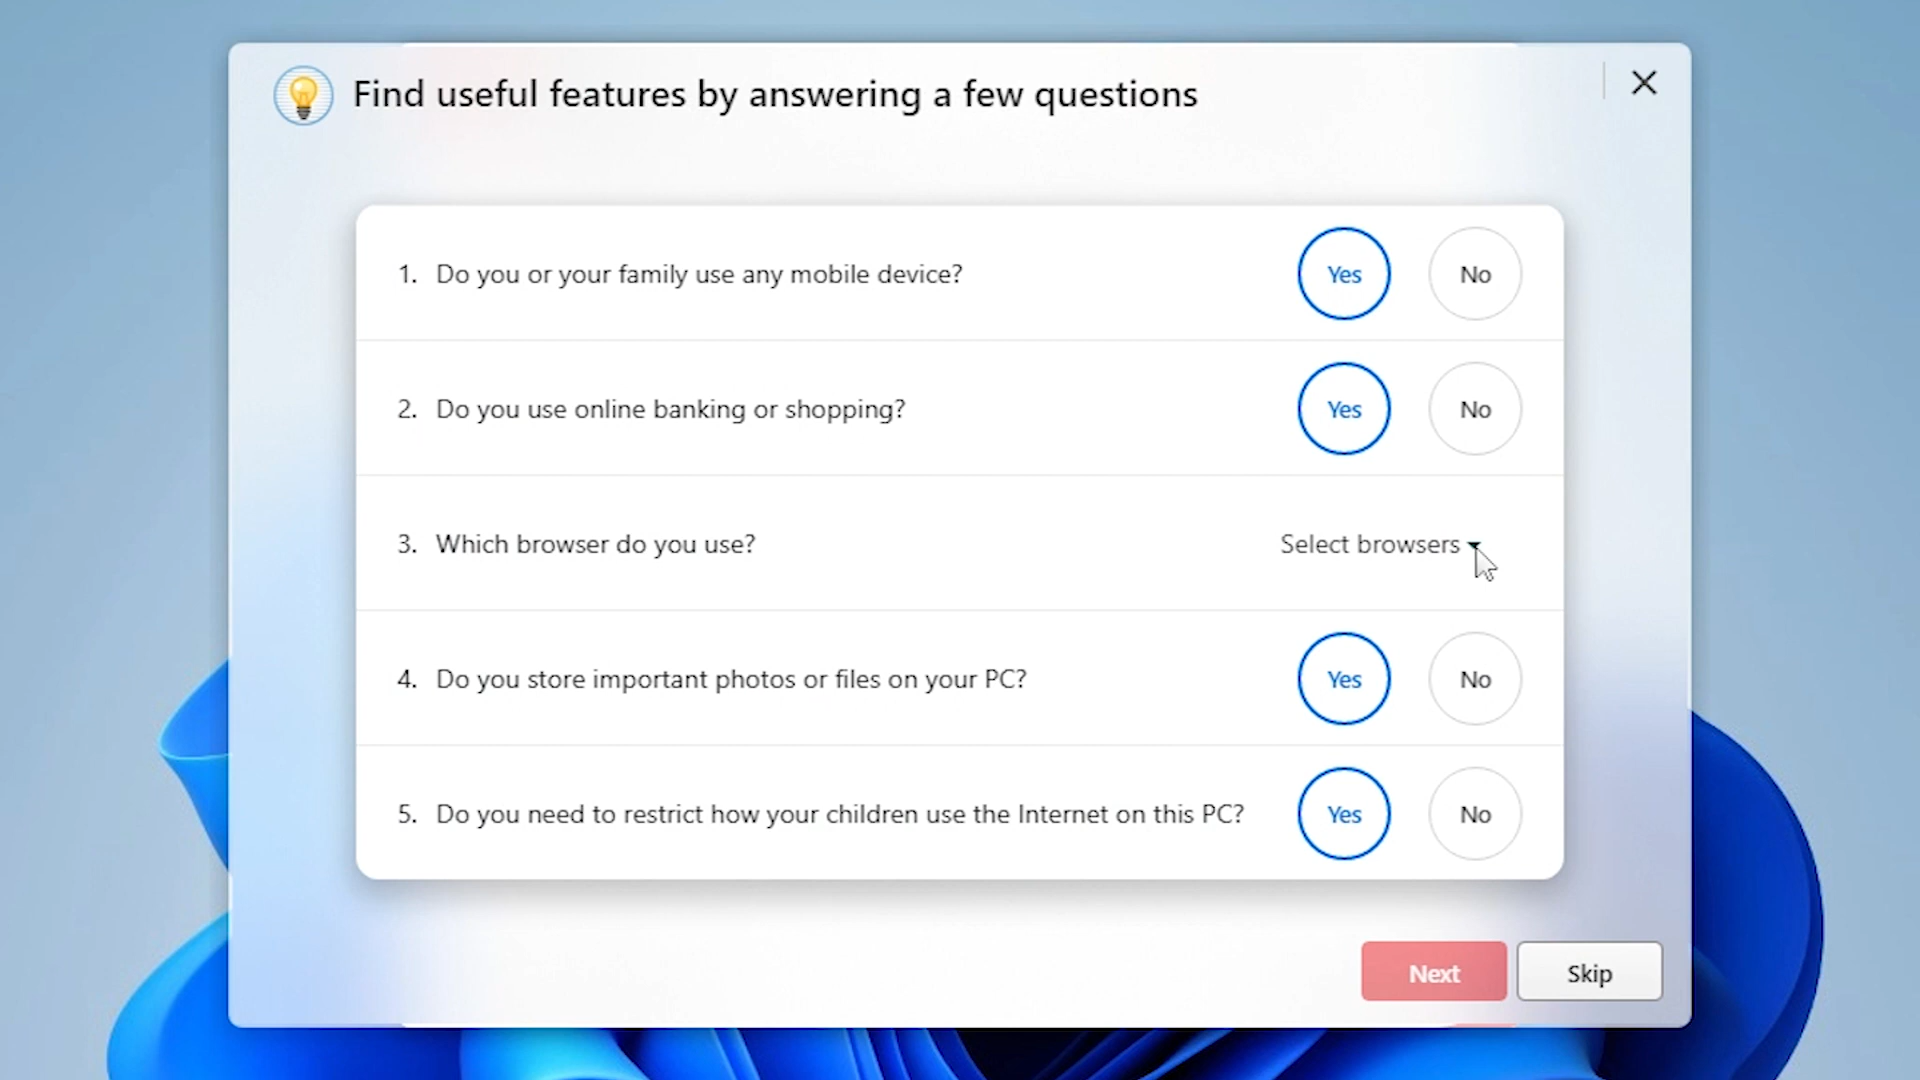 Find useful features by answering a few questions
1. Do you or your family use any mobile device? Yes No
2. Do you use online banking or shopping? Yes No
3. Which browser do you use? Select browsers
4. Do you store important photos or files on your PC? Yes No
5. Do you need to restrict how your children use the Internet on this PC? Yes No
Next Skip